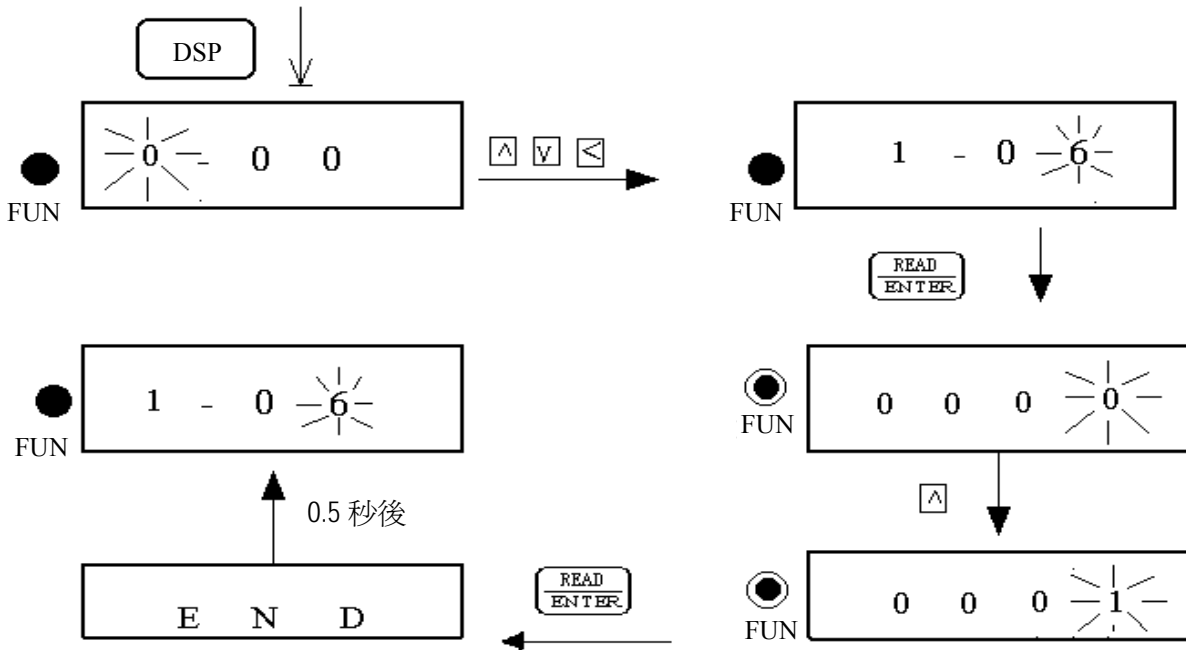 DSP
0 - 0 0
FUN
^ v <
1 - 0 6
FUN
READ
ENTER
0 0 0 0
FUN
^
0 0 0 1
FUN
READ
ENTER
E N D
0.5 秒後
1 - 0 6
FUN